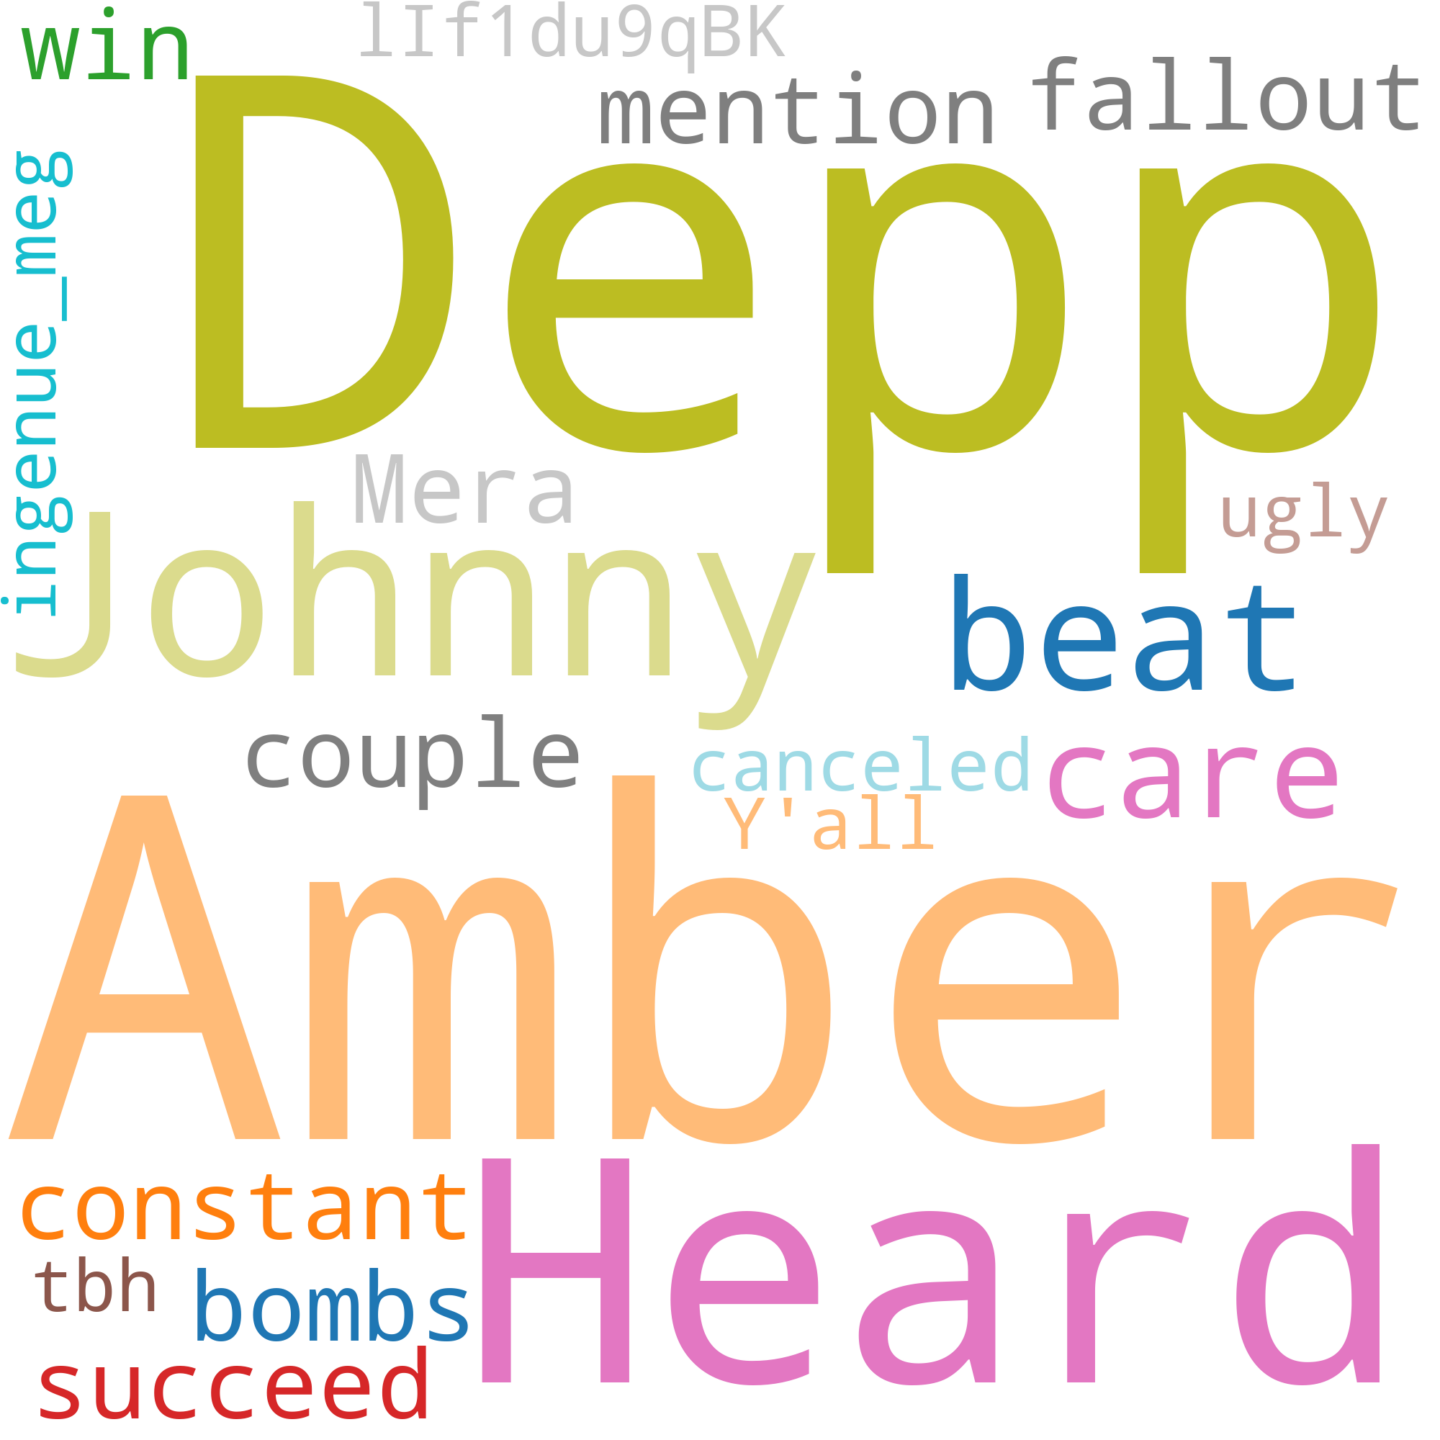 win
lIf1du9qBK
mention
fallout
Depp
ingenue_meg
Mera
ugly
Johnny
beat
couple
canceled
care
Y'all
Amber
constant
Heard
tbh
bombs
succeed